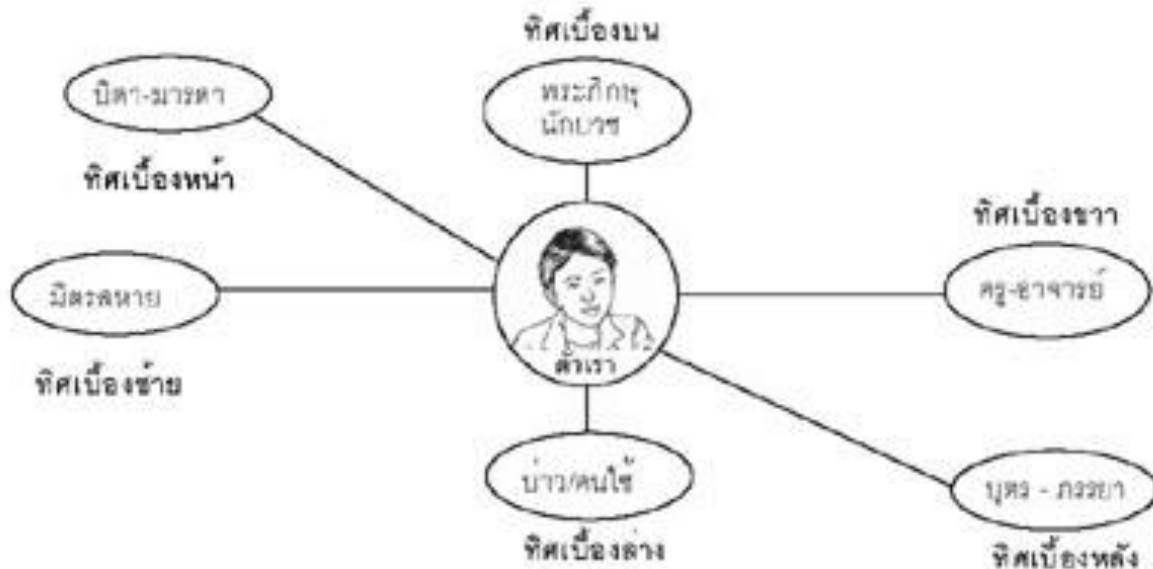 ทิศเบื้องบน
พระภิกษุ
นักบวช
บิดา-มารดา
ทิศเบื้องหน้า
ทิศเบื้องขวา
ครู-อาจารย์
มิตรสหาย
ทิศเบื้องซ้าย
ตัวเรา
บ่าว/คนใช้
ทิศเบื้องล่าง
บุตร - ภรรยา
ทิศเบื้องหลัง